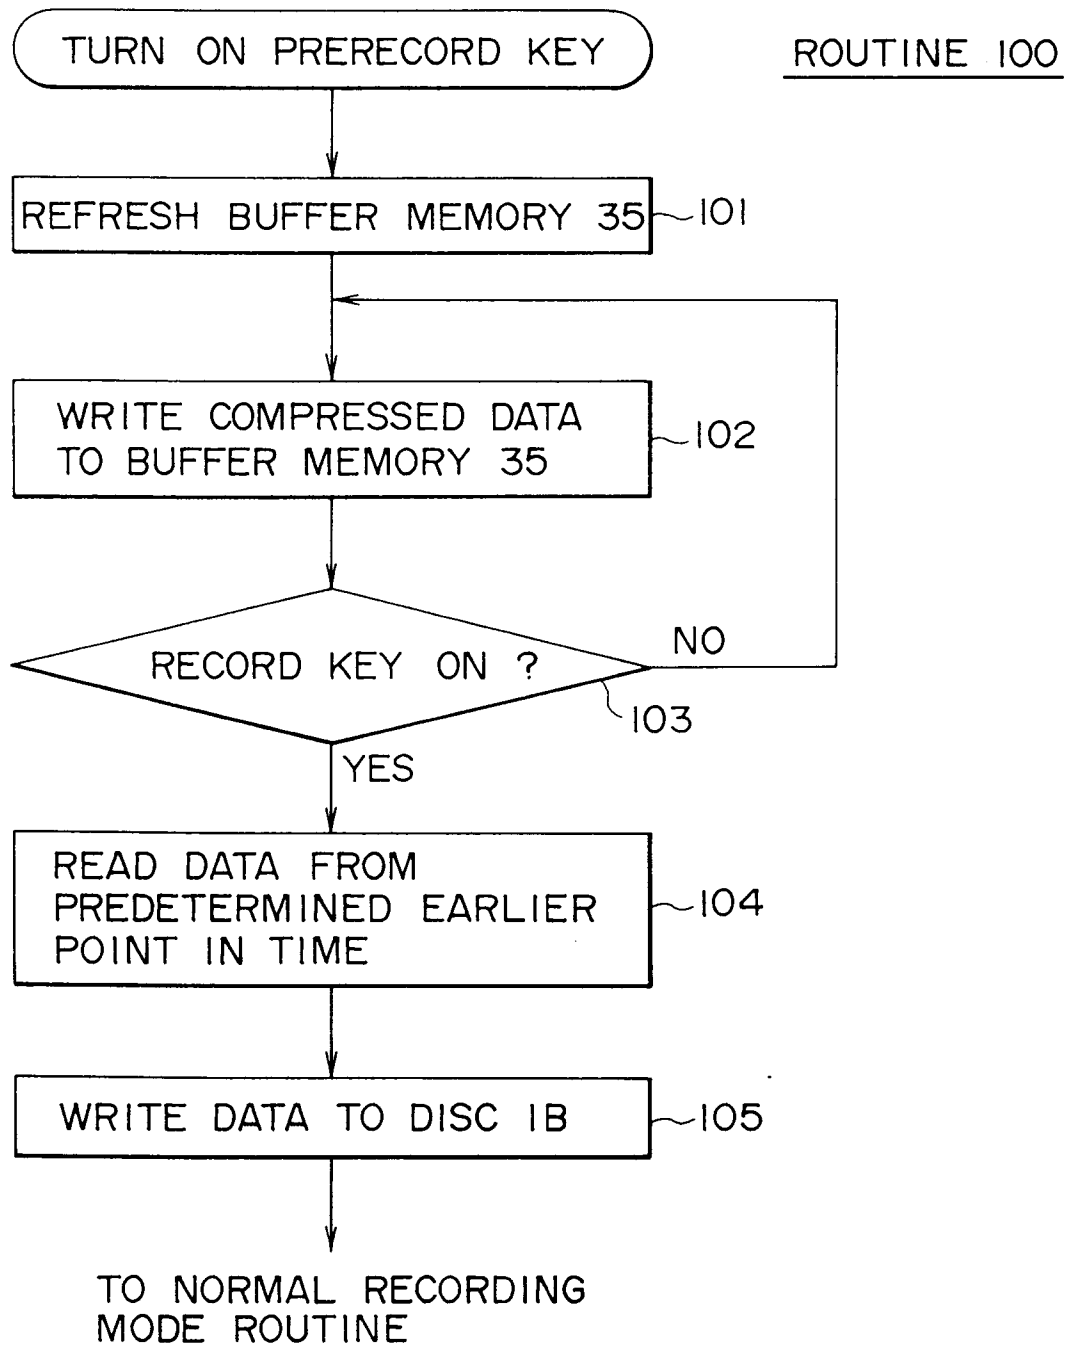 TURN ON PRERECORD KEY
ROUTINE 100
REFRESH BUFFER MEMORY 35
101
WRITE COMPRESSED DATA
TO BUFFER MEMORY 35
102
RECORD KEY ON ?
NO
103
YES
READ DATA FROM
PREDETERMINED EARLIER
POINT IN TIME
104
WRITE DATA TO DISC 1B
105
TO NORMAL RECORDING
MODE ROUTINE